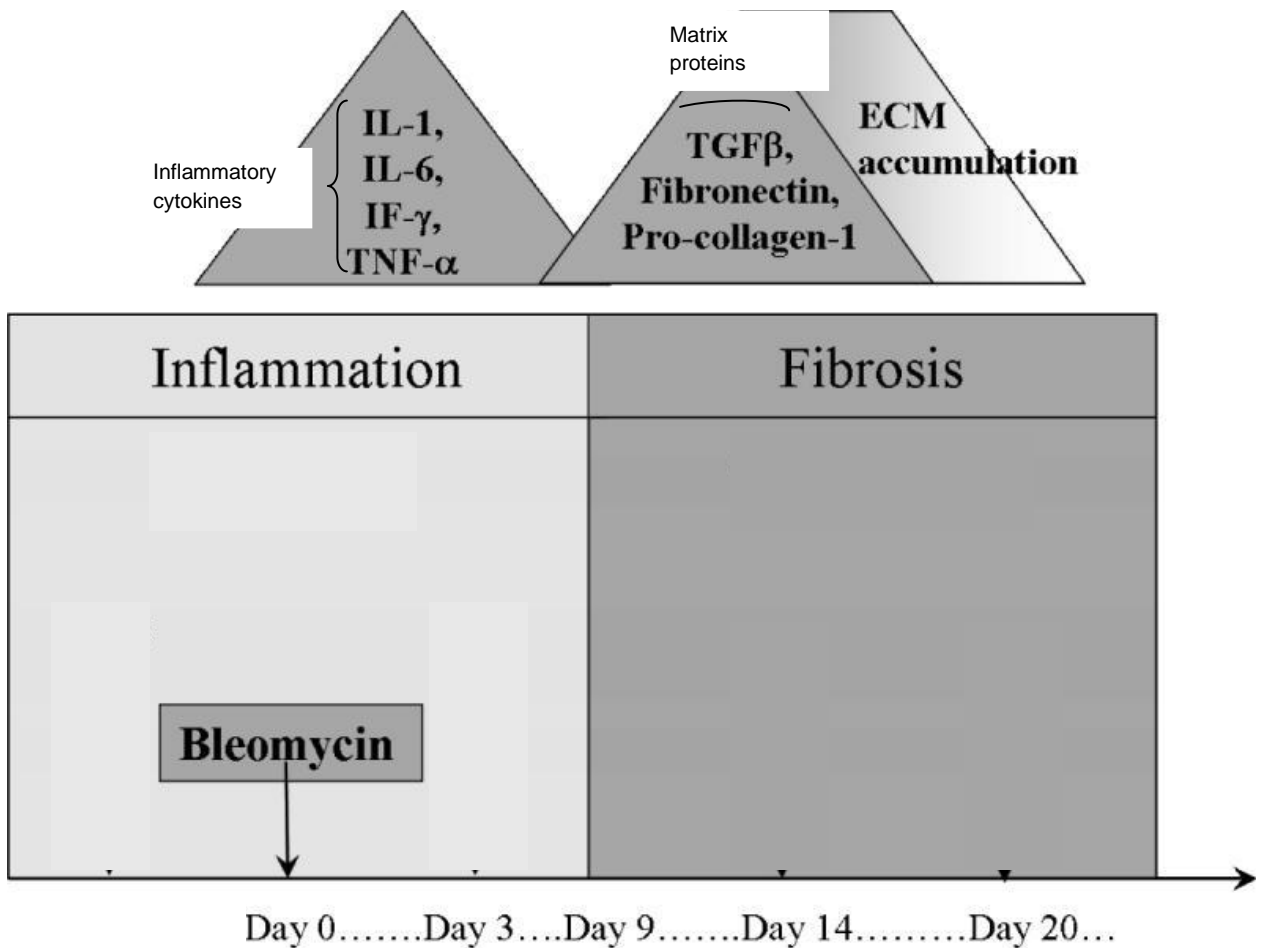 Matrix
proteins
Inflammatory
cytokines
IL-1,
IL-6,
IF-γ,
TNF-α
TGFβ,
Fibronectin,
Pro-collagen-1
ECM
accumulation
Inflammation
Fibrosis
Bleomycin
Day 0.......Day 3....Day 9.......Day 14.........Day 20...